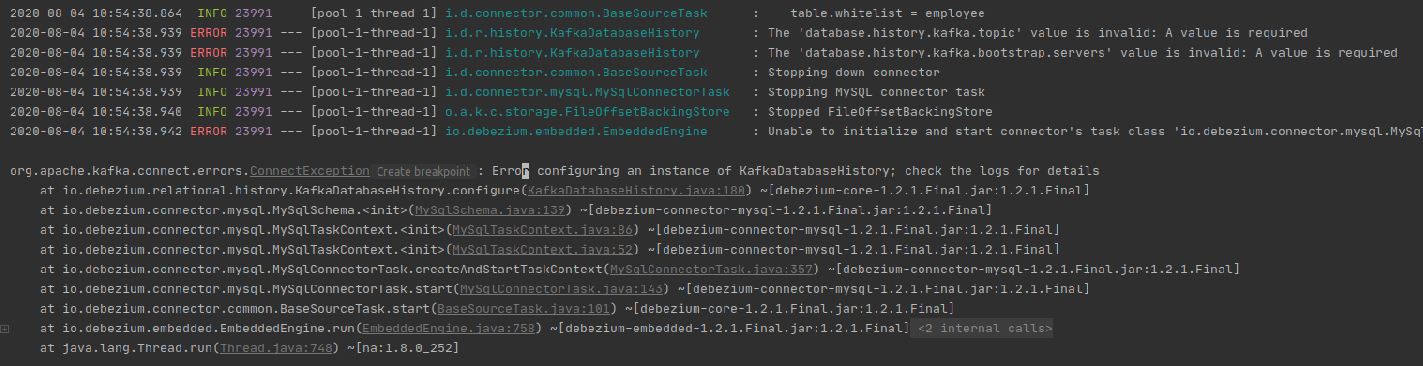 2020-08-04 10:54:38.864  INFO 23991 --- [pool-1-thread-1] i.d.connector.common.BaseSourceTask      :    table.whitelist = employee
2020-08-04 10:54:38.939 ERROR 23991 --- [pool-1-thread-1] i.d.r.history.KafkaDatabaseHistory       : The 'database.history.kafka.topic' value is invalid: A value is required
2020-08-04 10:54:38.939 ERROR 23991 --- [pool-1-thread-1] i.d.r.history.KafkaDatabaseHistory       : The 'database.history.kafka.bootstrap.servers' value is invalid: A value is required
2020-08-04 10:54:38.939  INFO 23991 --- [pool-1-thread-1] i.d.connector.common.BaseSourceTask      : Stopping down connector
2020-08-04 10:54:38.939  INFO 23991 --- [pool-1-thread-1] i.d.connector.mysql.MySqlConnectorTask   : Stopping MySQL connector task
2020-08-04 10:54:38.940  INFO 23991 --- [pool-1-thread-1] o.a.k.c.storage.FileOffsetBackingStore   : Stopped FileOffsetBackingStore
2020-08-04 10:54:38.942 ERROR 23991 --- [pool-1-thread-1] io.debezium.embedded.EmbeddedEngine      : Unable to initialize and start connector's task class 'io.debezium.connector.mysql.MySq
org.apache.kafka.connect.errors.ConnectException Create breakpoint : Error configuring an instance of KafkaDatabaseHistory; check the logs for details
at io.debezium.relational.history.KafkaDatabaseHistory.configure(KafkaDatabaseHistory.java:180) ~[debezium-core-1.2.1.Final.jar:1.2.1.Final]
at io.debezium.connector.mysql.MySqlSchema.<init>(MySqlSchema.java:139) ~[debezium-connector-mysql-1.2.1.Final.jar:1.2.1.Final]
at io.debezium.connector.mysql.MySqlTaskContext.<init>(MySqlTaskContext.java:86) ~[debezium-connector-mysql-1.2.1.Final.jar:1.2.1.Final]
at io.debezium.connector.mysql.MySqlTaskContext.<init>(MySqlTaskContext.java:52) ~[debezium-connector-mysql-1.2.1.Final.jar:1.2.1.Final]
at io.debezium.connector.mysql.MySqlConnectorTask.createAndStartTaskContext(MySqlConnectorTask.java:357) ~[debezium-connector-mysql-1.2.1.Final.jar:1.2.1.Final]
at io.debezium.connector.mysql.MySqlConnectorTask.start(MySqlConnectorTask.java:143) ~[debezium-connector-mysql-1.2.1.Final.jar:1.2.1.Final]
at io.debezium.connector.common.BaseSourceTask.start(BaseSourceTask.java:101) ~[debezium-core-1.2.1.Final.jar:1.2.1.Final]
at io.debezium.embedded.EmbeddedEngine.run(EmbeddedEngine.java:758) ~[debezium-embedded-1.2.1.Final.jar:1.2.1.Final] <2 internal calls>
at java.lang.Thread.run(Thread.java:748) ~[na:1.8.0_252]